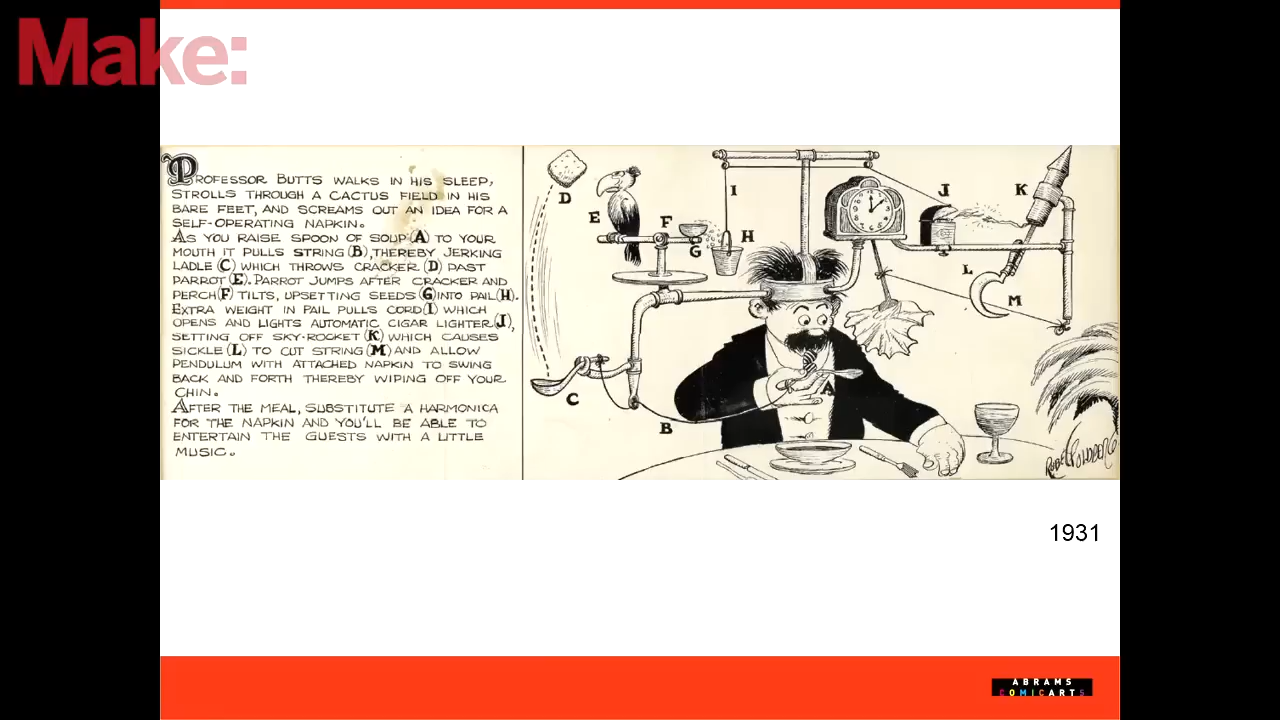 Make:
PROFESSOR BUTTS WALKS IN HIS SLEEP,
STROLLS THROUGH A CACTUS FIELD IN HIS
BARE FEET, AND SCREAMS OUT AN IDEA FOR A
SELF-OPERATING NAPKIN.
AS YOU RAISE SPOON OF SOUP (A) TO YOUR
MOUTH IT PULLS STRING (B), THEREBY JERKING
LADLE (C) WHICH THROWS CRACKER (D) PAST
PARROT (E). PARROT JUMPS AFTER CRACKER AND
PERCH (F) TILTS, UPSETTING SEEDS (G) INTO PAIL (H).
EXTRA WEIGHT IN PAIL PULLS CORD (I) WHICH
OPENS AND LIGHTS AUTOMATIC CIGAR LIGHTER (J),
SETTING OFF SKY-ROCKET (K) WHICH CAUSES
SICKLE (L) TO CUT STRING (M) AND ALLOW
PENDULUM WITH ATTACHED NAPKIN TO SWING
BACK AND FORTH THEREBY WIPING OFF YOUR
CHIN.
AFTER THE MEAL, SUBSTITUTE A HARMONICA
FOR THE NAPKIN AND YOU'LL BE ABLE TO
ENTERTAIN THE GUESTS WITH A LITTLE
MUSIC.
D
E
F
G
H
I
J
K
L
M
A
B
C
RUBE GOLDBERG
1931
ABRAMS
COMICARTS